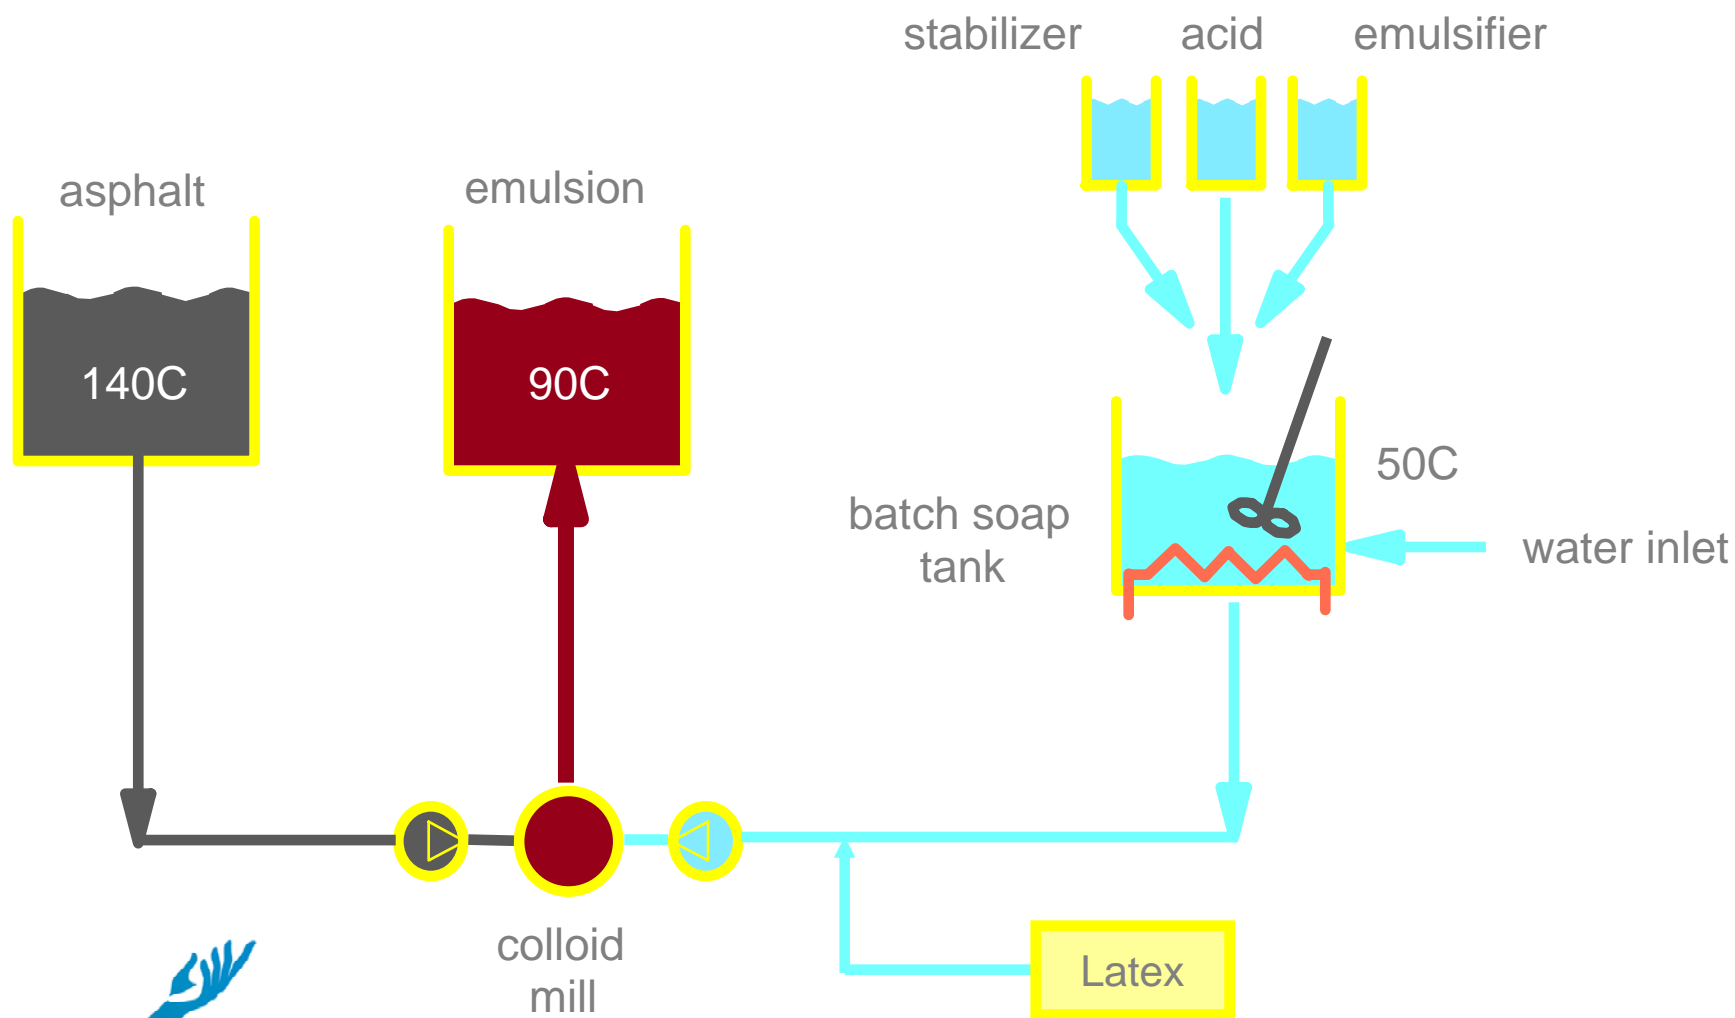 stabilizer
acid
emulsifier
asphalt
emulsion
140C
90C
50C
batch soap
tank
water inlet
colloid
mill
Latex